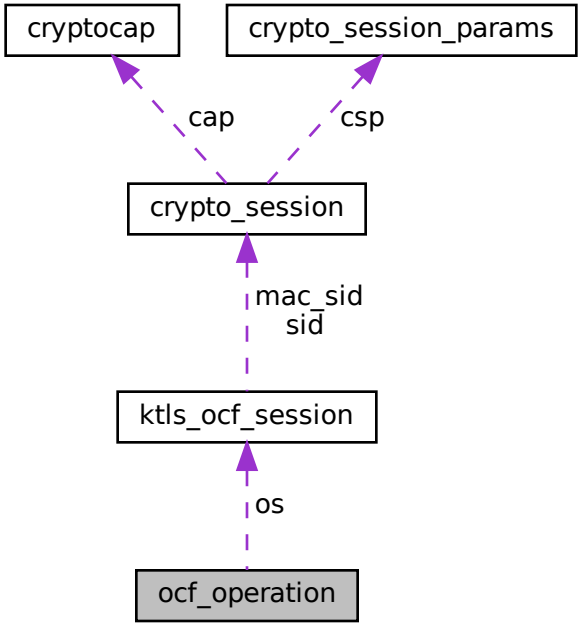 cryptocap
crypto_session_params
cap
csp
crypto_session
mac_sid
sid
ktls_ocf_session
os
ocf_operation